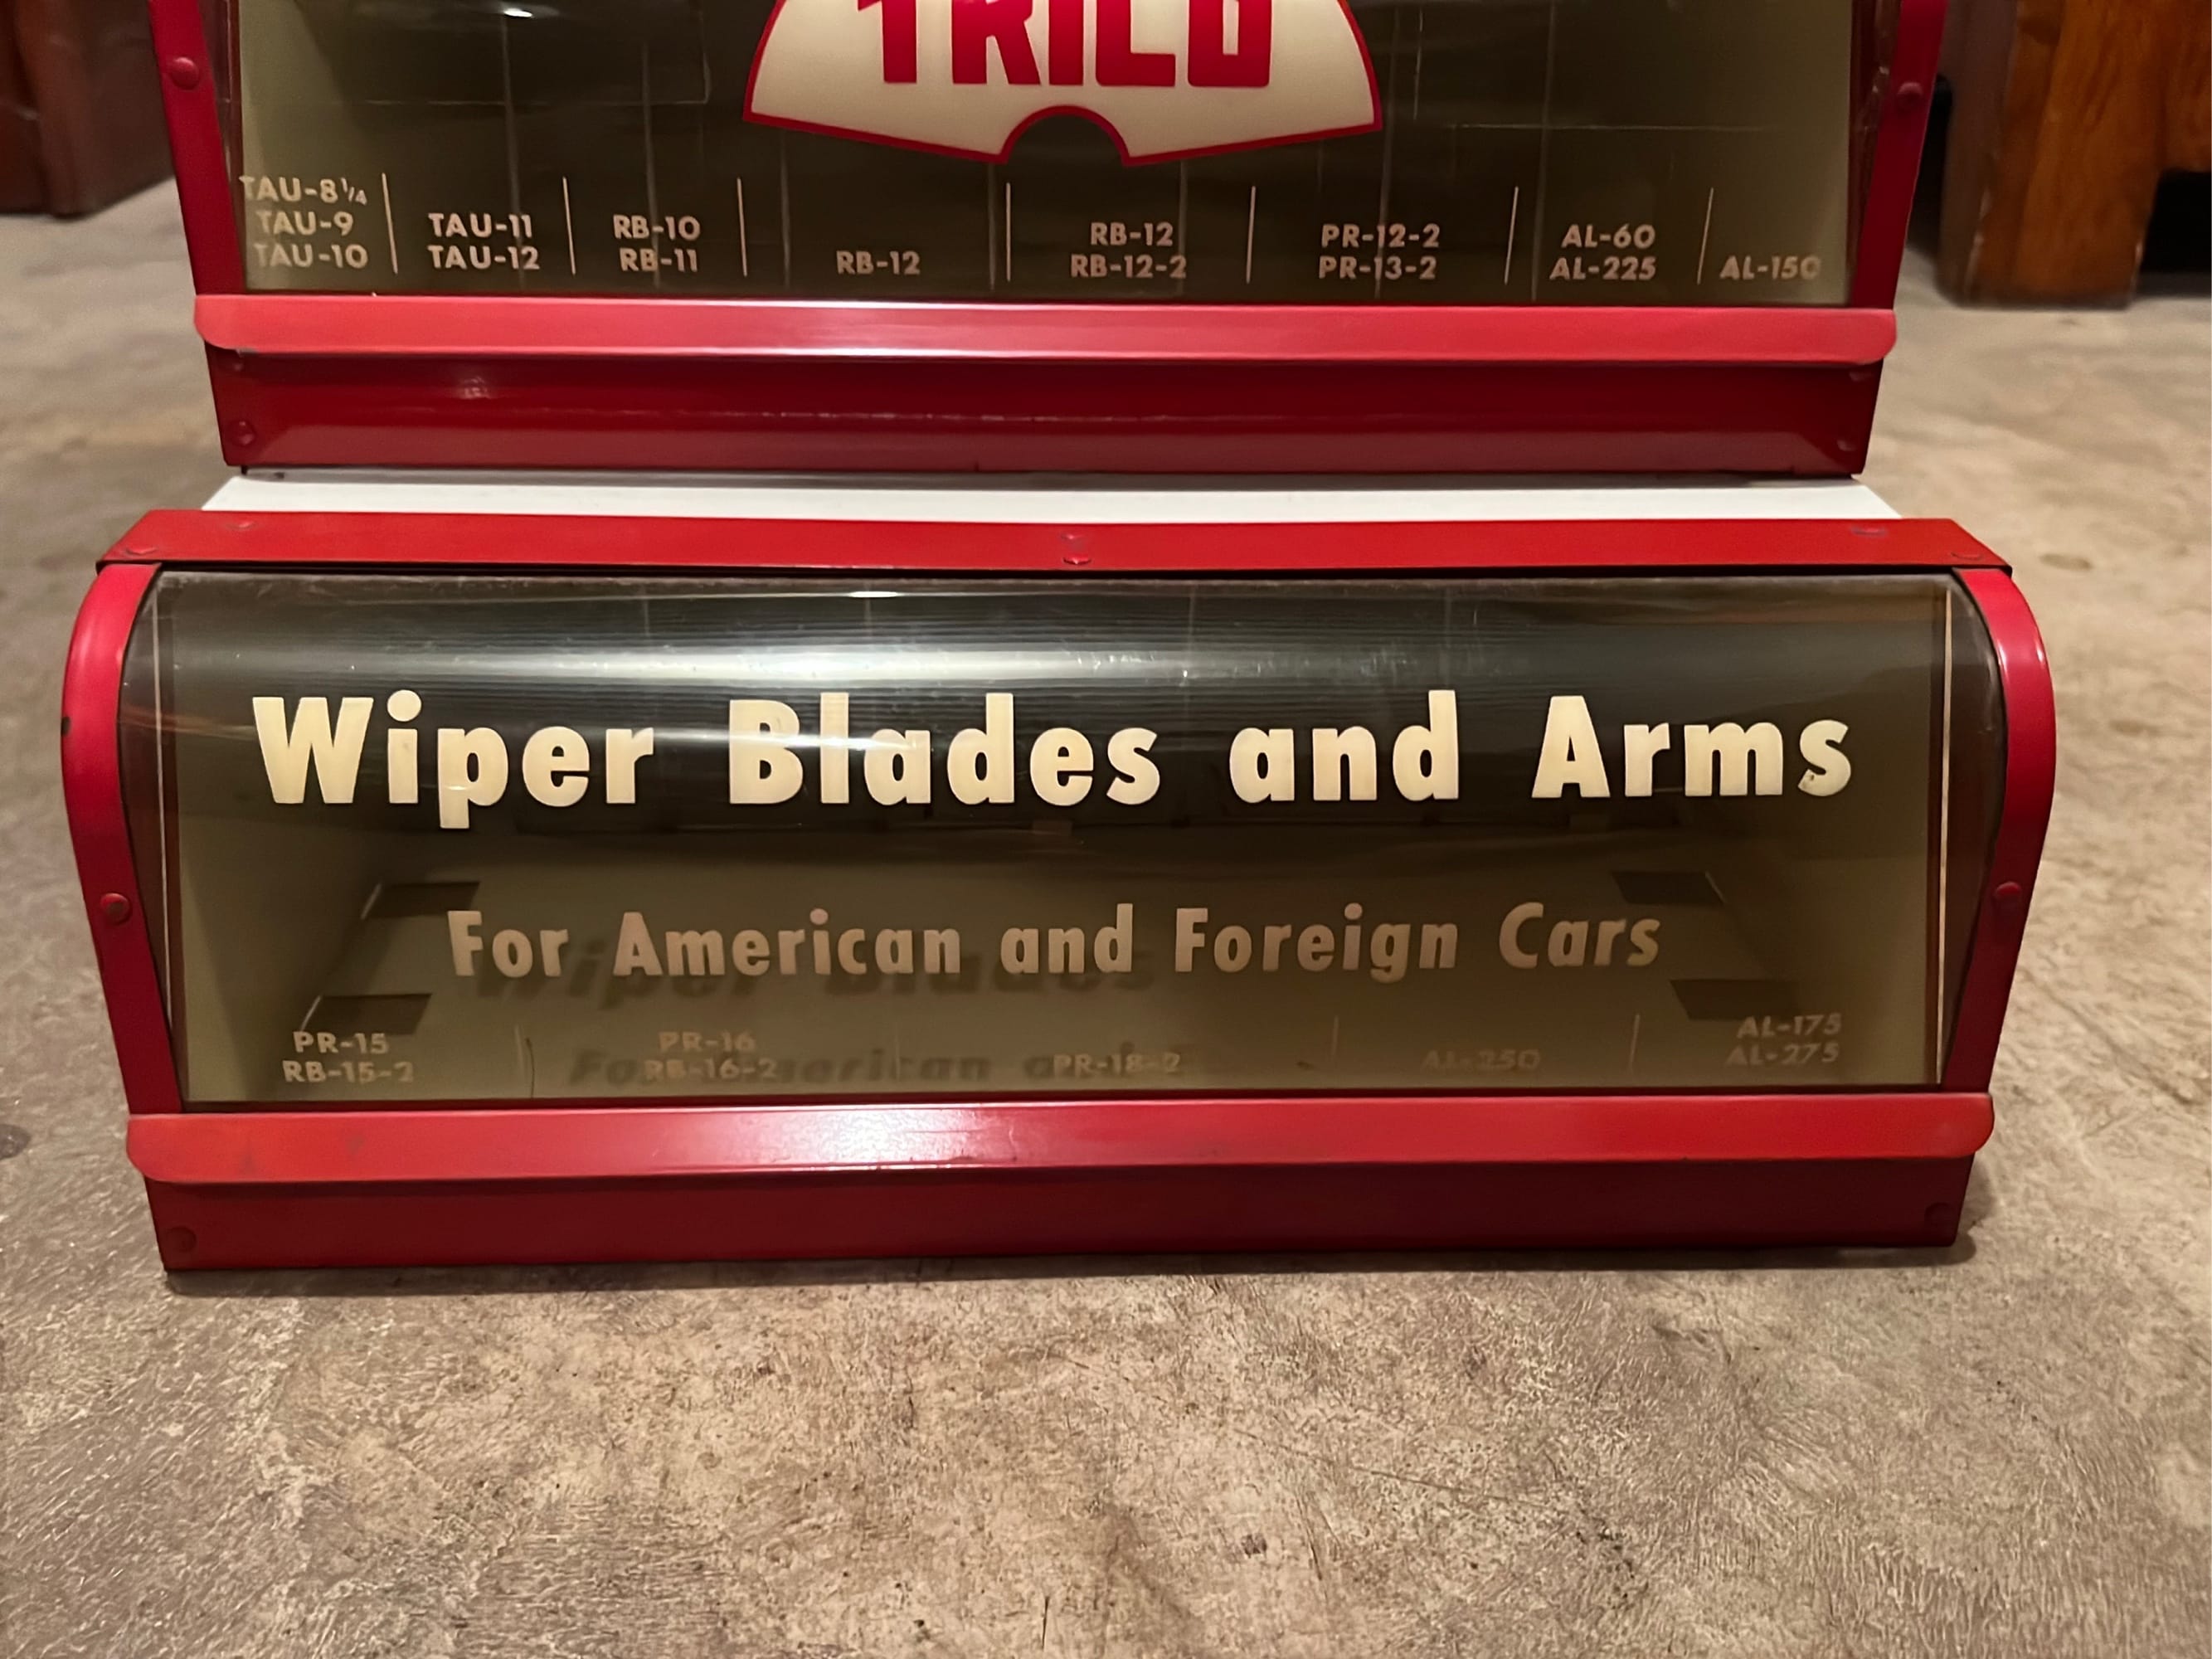 TRICO
TAU-8 1/4
TAU-9
TAU-10
TAU-11
TAU-12
RB-10
RB-11
RB-12
RB-12
RB-12-2
PR-12-2
PR-13-2
AL-60
AL-225
AL-150
Wiper Blades and Arms
For American and Foreign Cars
PR-15
RB-15-2
PR-16
RB-16-2
PR-18-2
AL-250
AL-175
AL-275